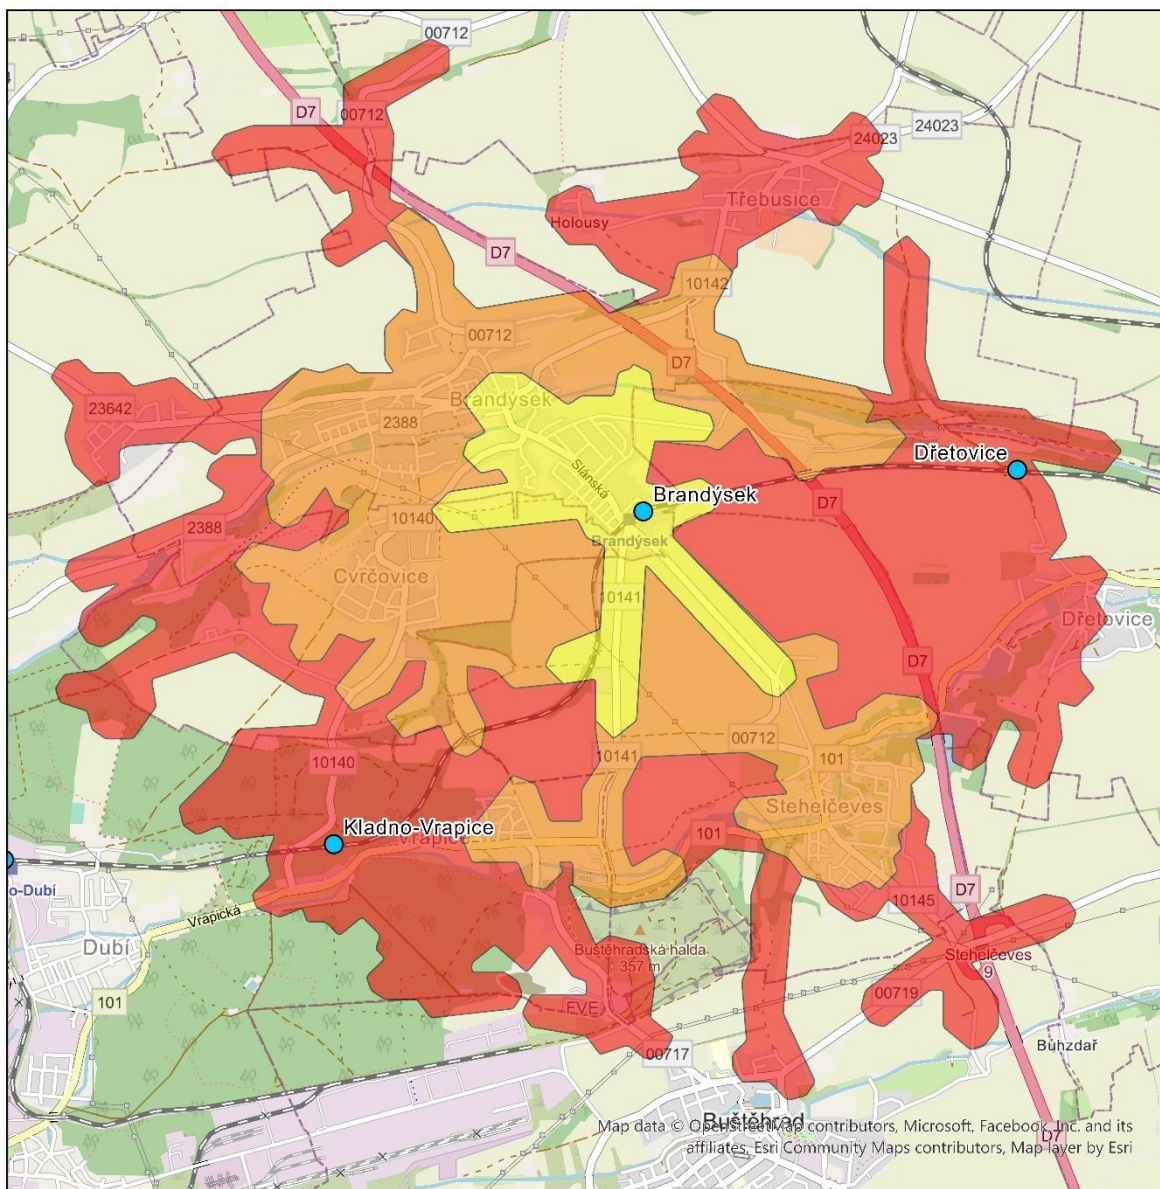 00712
D7
00712
24023
24023
Třebusice
Holousy
D7
10142
00712
D7
Brandýsek
23642
2388
Dřetovice
Slánská
Brandýsek
D7
10140
2388
Brandýsek
Cvrčovice
10141
Dřetovice
D7
00712
10141
101
10140
Stehelčeves
Kladno-Vrapice
Vrapice
101
o-Dubí
D7
10145
Vrapická
Dubí
Buštěhradská halda
357 m
Stehelčeves
9
101
00719
FVE
Bůhzdař
00717
Buštěhrad
D7
Map data © OpenStreetMap contributors, Microsoft, Facebook, Inc. and its
affiliates, Esri Community Maps contributors, Map layer by Esri